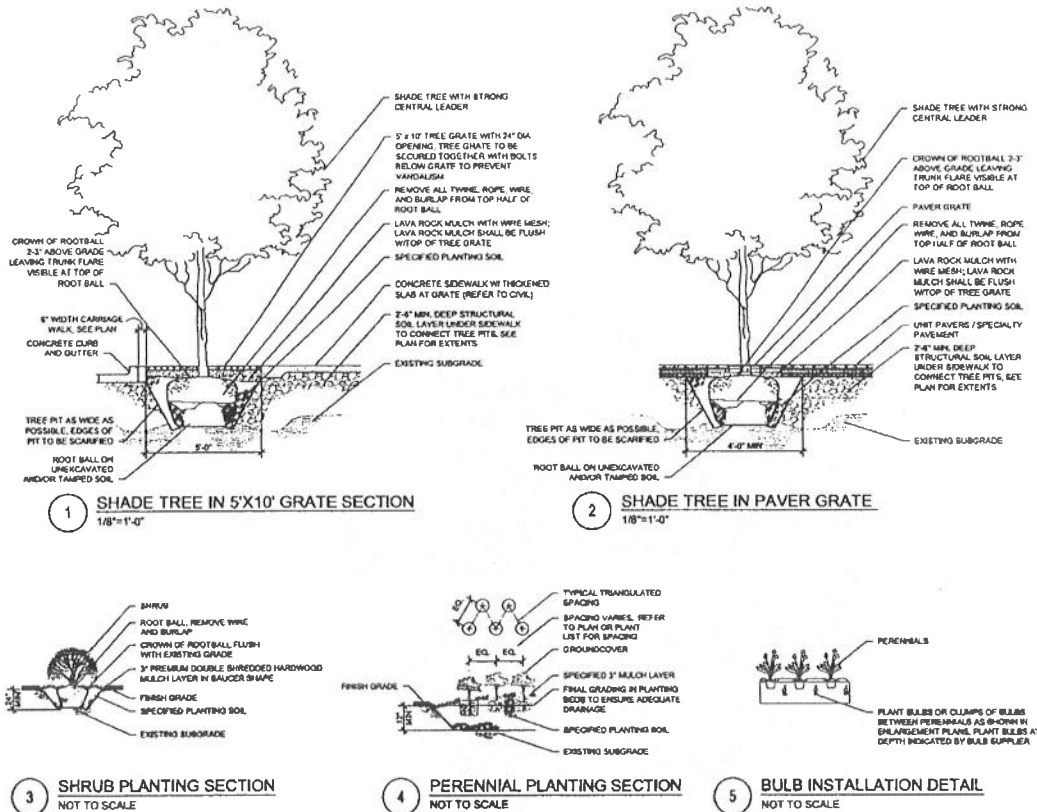 SHADE TREE WITH STRONG
CENTRAL LEADER
5' x 10' TREE GRATE WITH 24" DIA
OPENING, TREE GRATE TO BE
SECURED TOGETHER WITH BOLTS
BELOW GRATE TO PREVENT
VANDALISM
REMOVE ALL TWINE, ROPE, WIRE,
AND BURLAP FROM TOP HALF OF
ROOT BALL
LAVA ROCK MULCH WITH WIRE MESH;
LAVA ROCK MULCH SHALL BE FLUSH
W/TOP OF TREE GRATE
SPECIFIED PLANTING SOIL
CONCRETE SIDEWALK W/ THICKENED
SLAB AT GRATE (REFER TO CIVIL)
2'-6" MIN. DEEP STRUCTURAL
SOIL LAYER UNDER SIDEWALK
TO CONNECT TREE PITS, SEE
PLAN FOR EXTENTS
EXISTING SUBGRADE
CROWN OF ROOTBALL
2-3" ABOVE GRADE
LEAVING TRUNK FLARE
VISIBLE AT TOP OF
ROOT BALL
6" WIDTH CARRIAGE
WALK, SEE PLAN
CONCRETE CURB
AND GUTTER
TREE PIT AS WIDE AS
POSSIBLE, EDGES OF
PIT TO BE SCARIFIED
5'-0"
ROOT BALL ON
UNEXCAVATED
AND/OR TAMPED SOIL
1 SHADE TREE IN 5'X10' GRATE SECTION
1/8"=1'-0"
SHADE TREE WITH STRONG
CENTRAL LEADER
CROWN OF ROOTBALL 2-3"
ABOVE GRADE LEAVING
TRUNK FLARE VISIBLE AT
TOP OF ROOT BALL
PAVER GRATE
REMOVE ALL TWINE, ROPE
WIRE, AND BURLAP FROM
TOP HALF OF ROOT BALL
LAVA ROCK MULCH WITH
WIRE MESH; LAVA ROCK
MULCH SHALL BE FLUSH
W/TOP OF TREE GRATE
SPECIFIED PLANTING SOIL
UNIT PAVERS / SPECIALTY
PAVEMENT
2'-6" MIN. DEEP
STRUCTURAL SOIL LAYER
UNDER SIDEWALK TO
CONNECT TREE PITS, SEE
PLAN FOR EXTENTS
EXISTING SUBGRADE
TREE PIT AS WIDE AS POSSIBLE,
EDGES OF PIT TO BE SCARIFIED
4'-0" MIN
ROOT BALL ON UNEXCAVATED
AND/OR TAMPED SOIL
2 SHADE TREE IN PAVER GRATE
1/8"=1'-0"
SHRUB
ROOT BALL, REMOVE WIRE
AND BURLAP
CROWN OF ROOTBALL FLUSH
WITH EXISTING GRADE
3" PREMIUM DOUBLE SHREDDED HARDWOOD
MULCH LAYER IN SAUCER SHAPE
FINISH GRADE
SPECIFIED PLANTING SOIL
EXISTING SUBGRADE
24" MIN
3 SHRUB PLANTING SECTION
NOT TO SCALE
EQ.
TYPICAL TRIANGULATED
SPACING
SPACING VARIES, REFER
TO PLAN OR PLANT
LIST FOR SPACING
EQ. EQ.
GROUNDCOVER
SPECIFIED 3" MULCH LAYER
FINISH GRADE
FINAL GRADING IN PLANTING
BEDS TO ENSURE ADEQUATE
DRAINAGE
12" MIN
SPECIFIED PLANTING SOIL
EXISTING SUBGRADE
4 PERENNIAL PLANTING SECTION
NOT TO SCALE
PERENNIALS
PLANT BULBS OR CLUMPS OF BULBS
BETWEEN PERENNIALS AS SHOWN IN
ENLARGEMENT PLANS, PLANT BULBS AT
DEPTH INDICATED BY BULB SUPPLIER
5 BULB INSTALLATION DETAIL
NOT TO SCALE